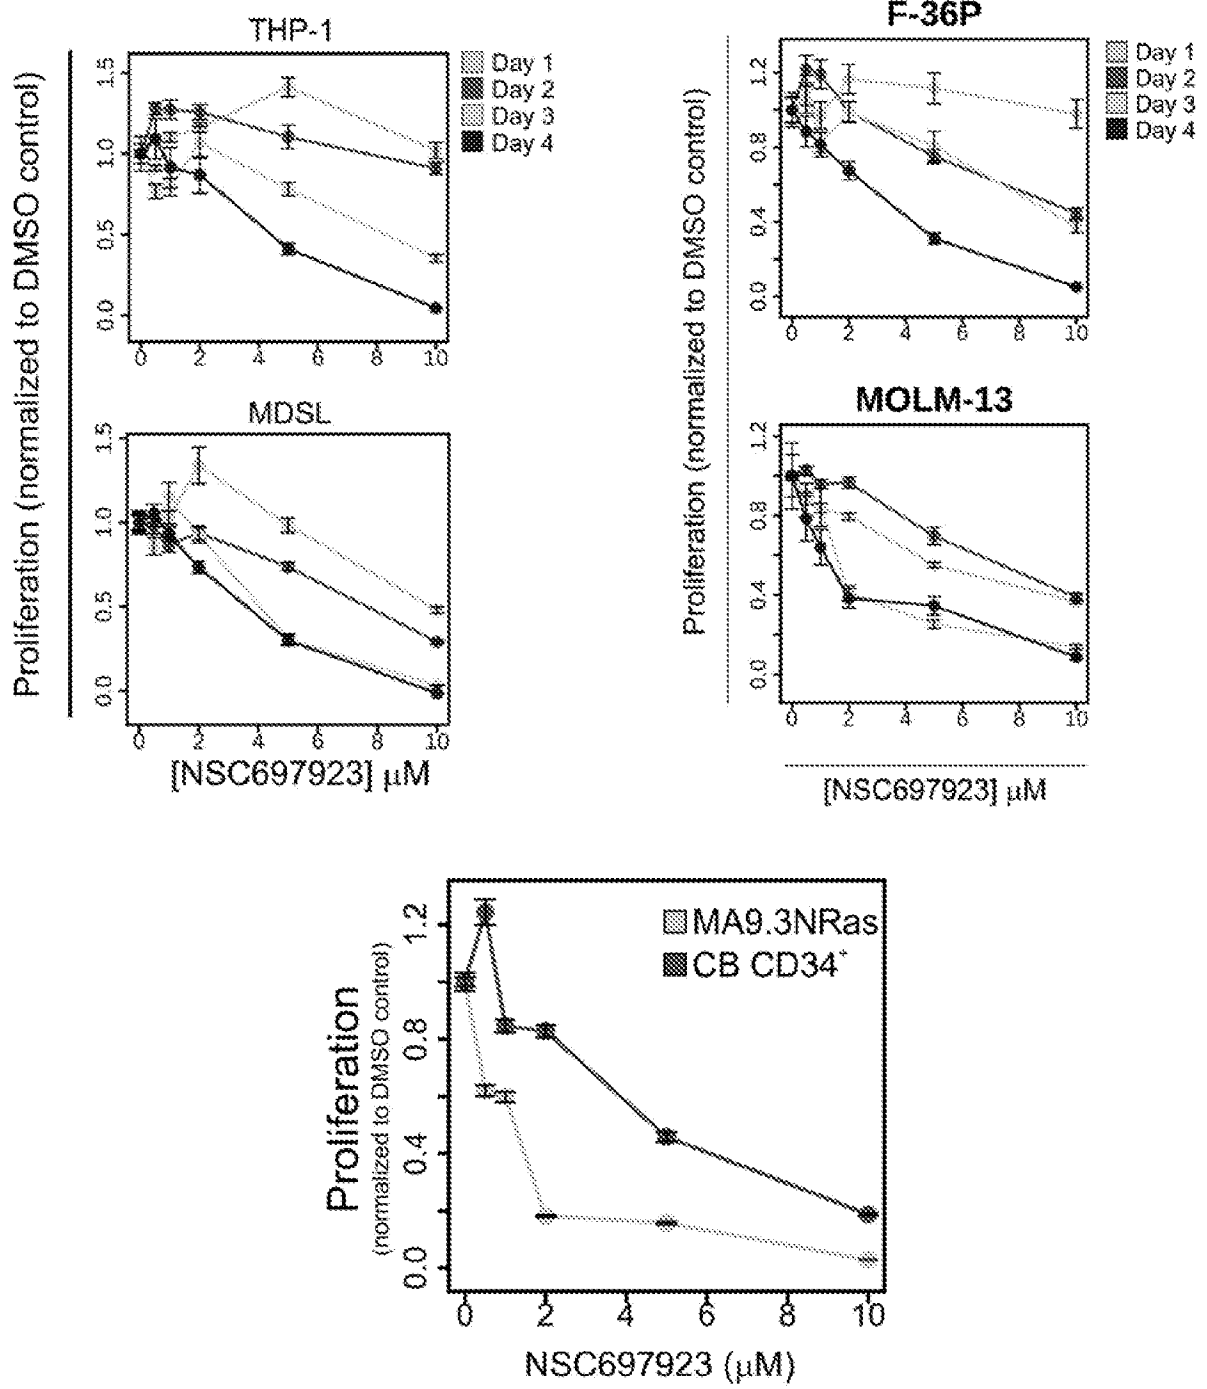 THP-1
Proliferation (normalized to DMSO control)
1.5
1.0
0.5
0.0
0 2 4 6 8 10
Day 1
Day 2
Day 3
Day 4
MDSL
1.5
1.0
0.5
0.0
0 2 4 6 8 10
[NSC697923] μM
F-36P
Proliferation (normalized to DMSO control)
1.2
0.8
0.4
0.0
0 2 4 6 8 10
Day 1
Day 2
Day 3
Day 4
MOLM-13
1.2
0.8
0.4
0.0
0 2 4 6 8 10
[NSC697923] μM
Proliferation
(normalized to DMSO control)
1.2
0.8
0.4
0.0
MA9.3NRas
CB CD34+
0 2 4 6 8 10
NSC697923 (μM)